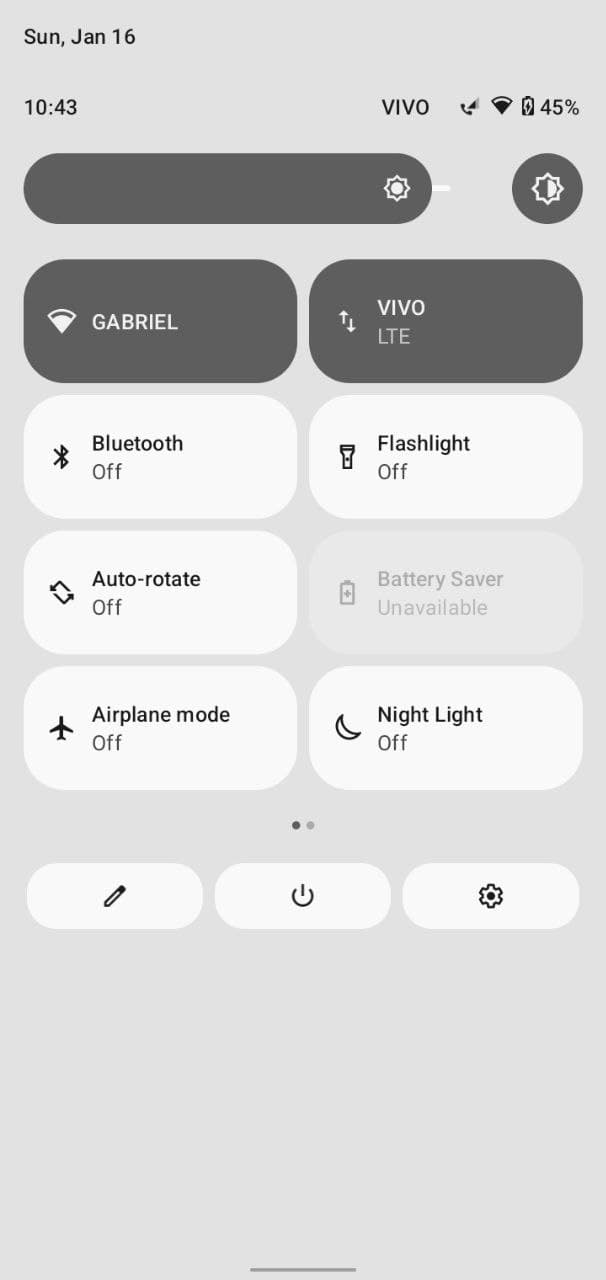 Sun, Jan 16
10:43 VIVO 45%
GABRIEL
VIVO
LTE
Bluetooth
Off
Flashlight
Off
Auto-rotate
Off
Battery Saver
Unavailable
Airplane mode
Off
Night Light
Off